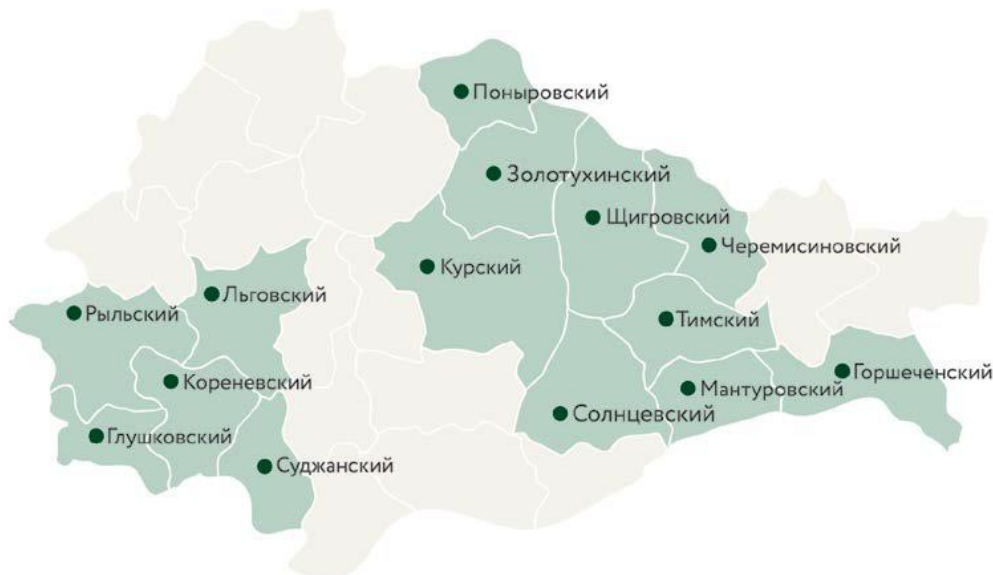 Поныровский
Золотухинский
Щигровский
Черемисиновский
Курский
Льговский
Рыльский
Тимский
Кореневский
Горшеченский
Мантуровский
Солнцевский
Глушковский
Суджанский